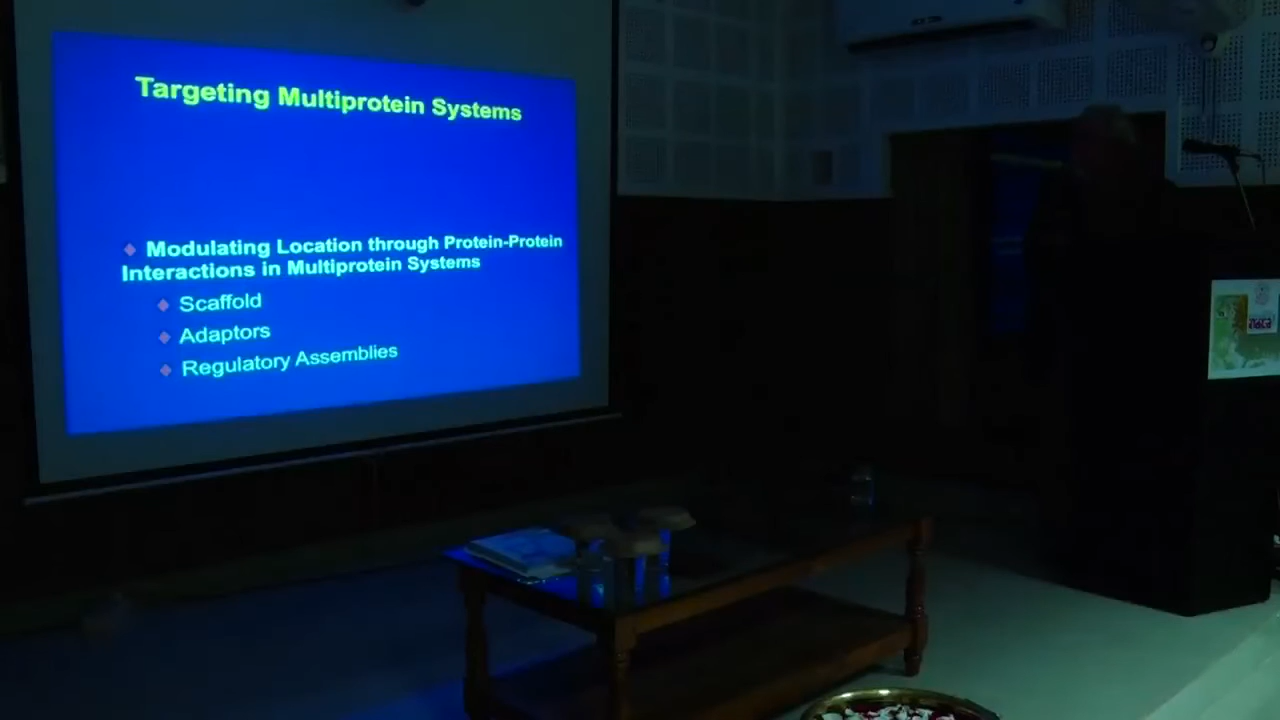 Targeting Multiprotein Systems
Modulating Location through Protein-Protein
Interactions in Multiprotein Systems
Scaffold
Adaptors
Regulatory Assemblies